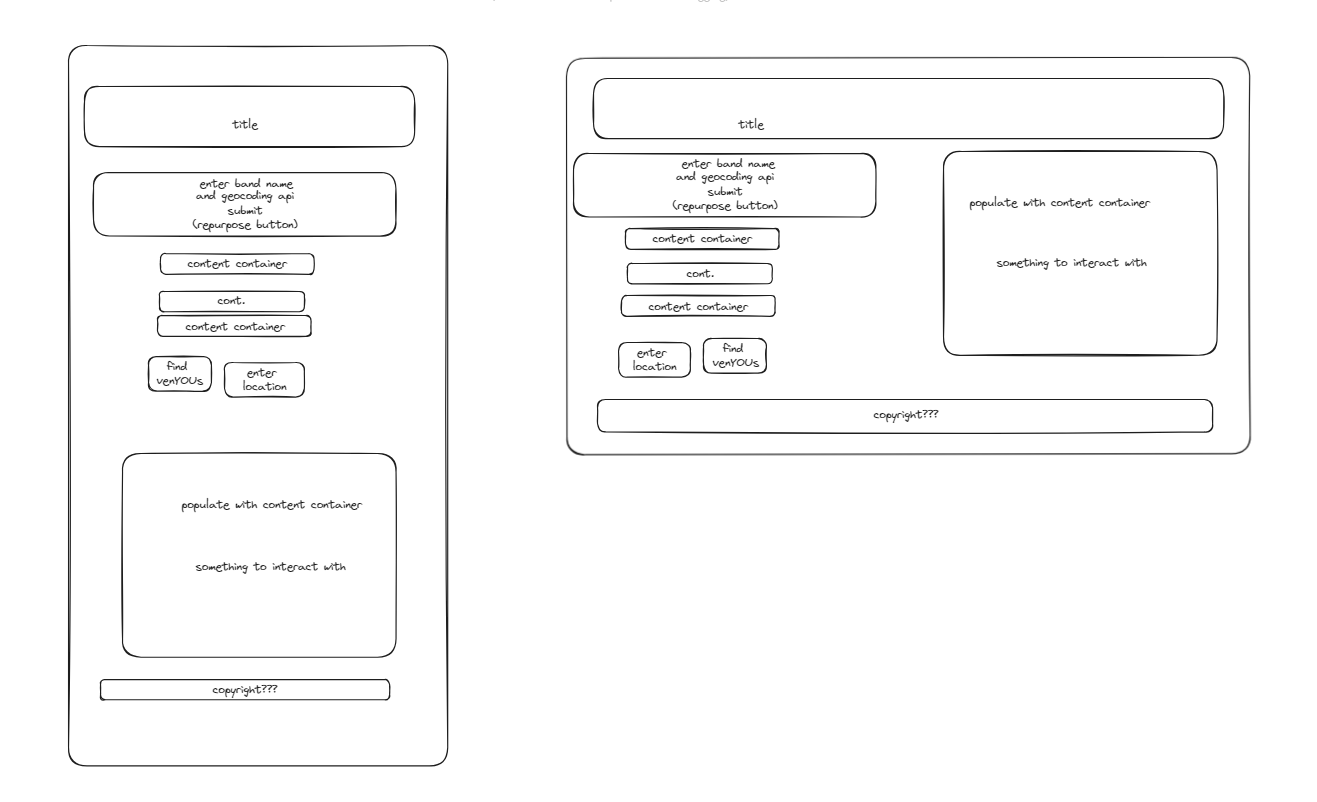 title
enter band name
and geocoding api
submit
(repurpose button)
content container
cont.
content container
find
venYOUs
enter
location
populate with content container
something to interact with
copyright???
title
enter band name
and geocoding api
submit
(repurpose button)
content container
cont.
content container
enter
location
find
venYOUs
populate with content container
something to interact with
copyright???